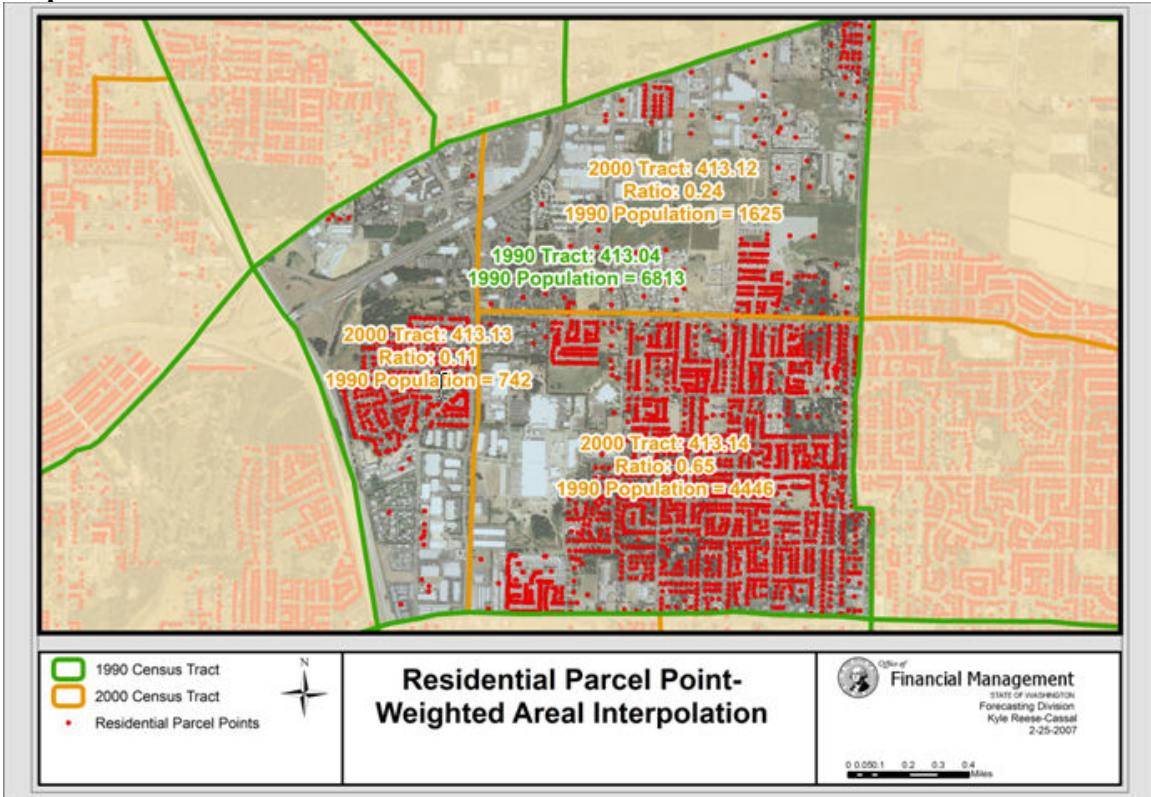 2000 Tract: 413.12
Ratio: 0.24
1990 Population = 1625
1990 Tract: 413.04
1990 Population = 6813
2000 Tract: 413.13
Ratio: 0.11
1990 Population = 742
2000 Tract: 413.14
Ratio: 0.65
1990 Population = 4446
1990 Census Tract
2000 Census Tract
Residential Parcel Points
N
Residential Parcel Point-
Weighted Areal Interpolation
Office of
Financial Management
STATE OF WASHINGTON
Forecasting Division
Kyle Reese-Cassal
2-25-2007
0 0.050.1 0.2 0.3 0.4
Miles